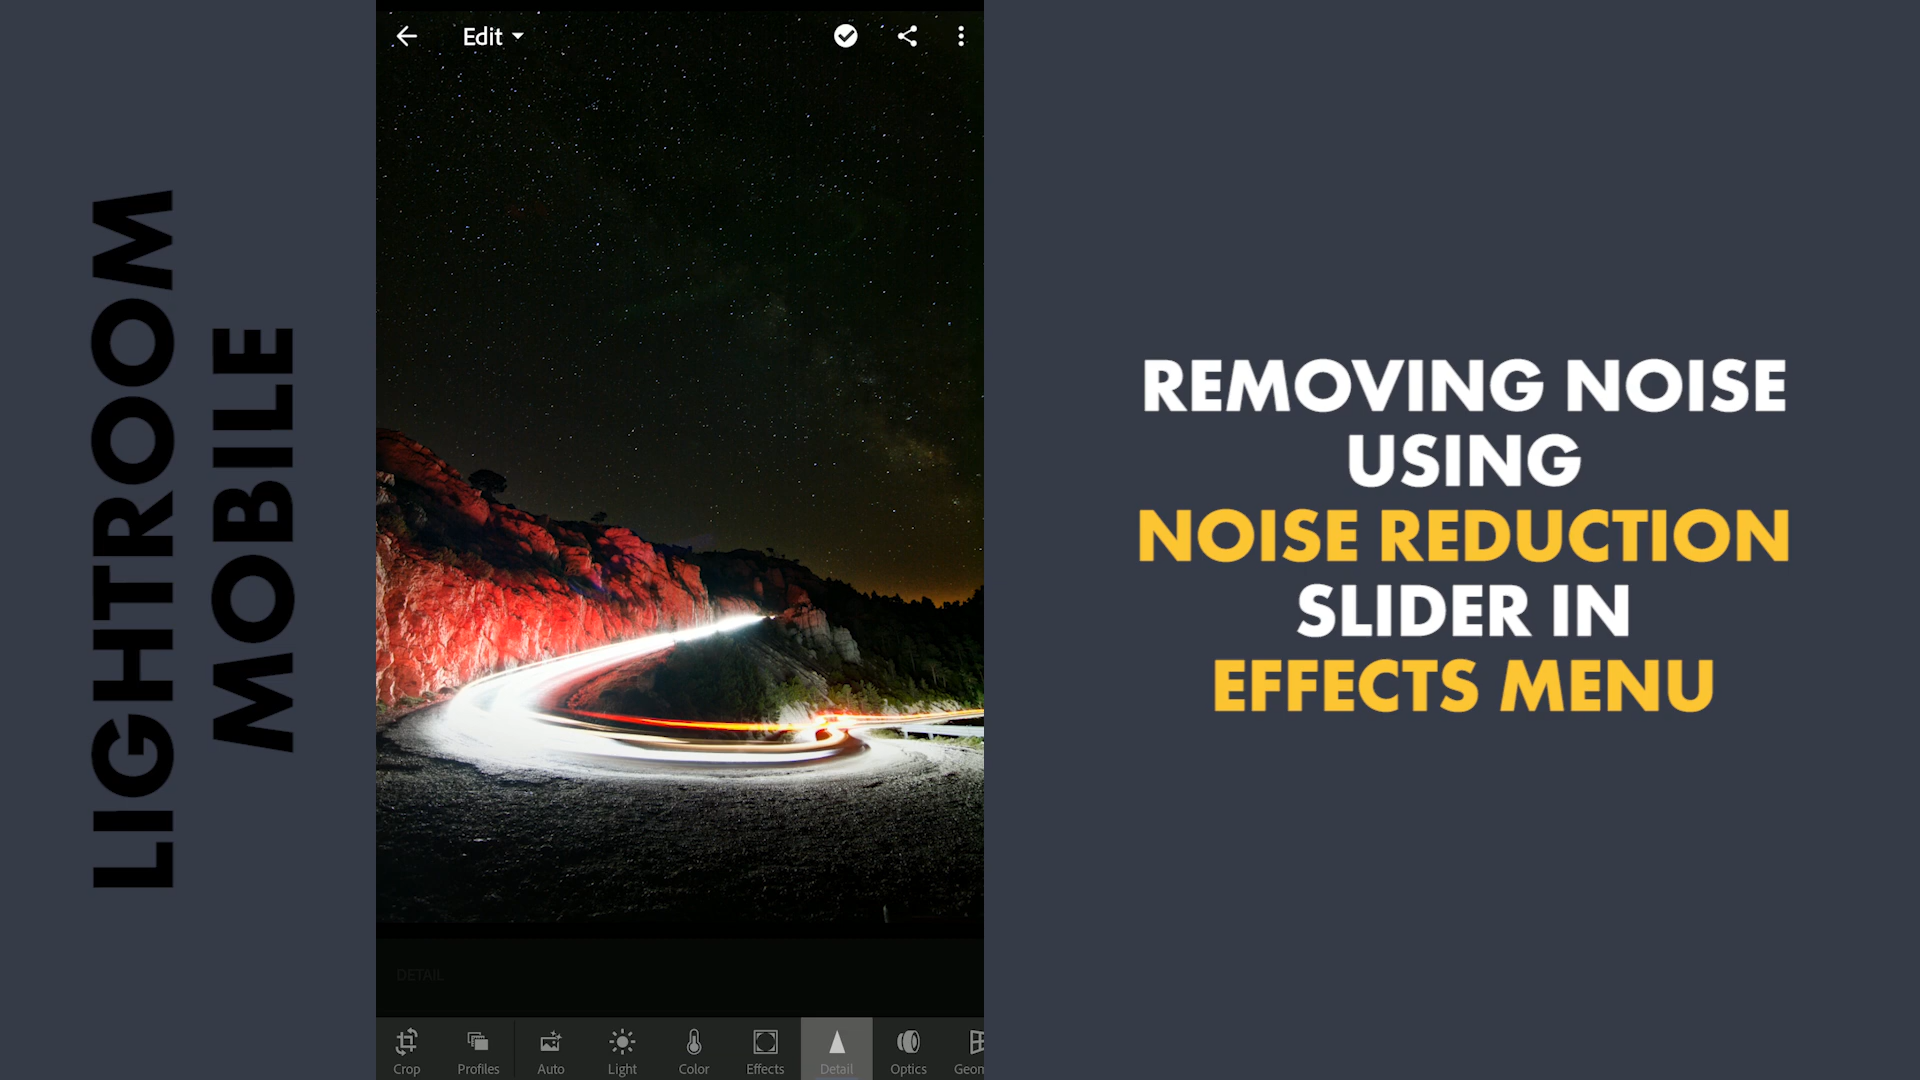 LIGHTROOM
MOBILE
Edit
REMOVING NOISE
USING
NOISE REDUCTION
SLIDER IN
EFFECTS MENU
DETAIL
Crop
Profiles
Auto
Light
Color
Effects
Detail
Optics
Geom